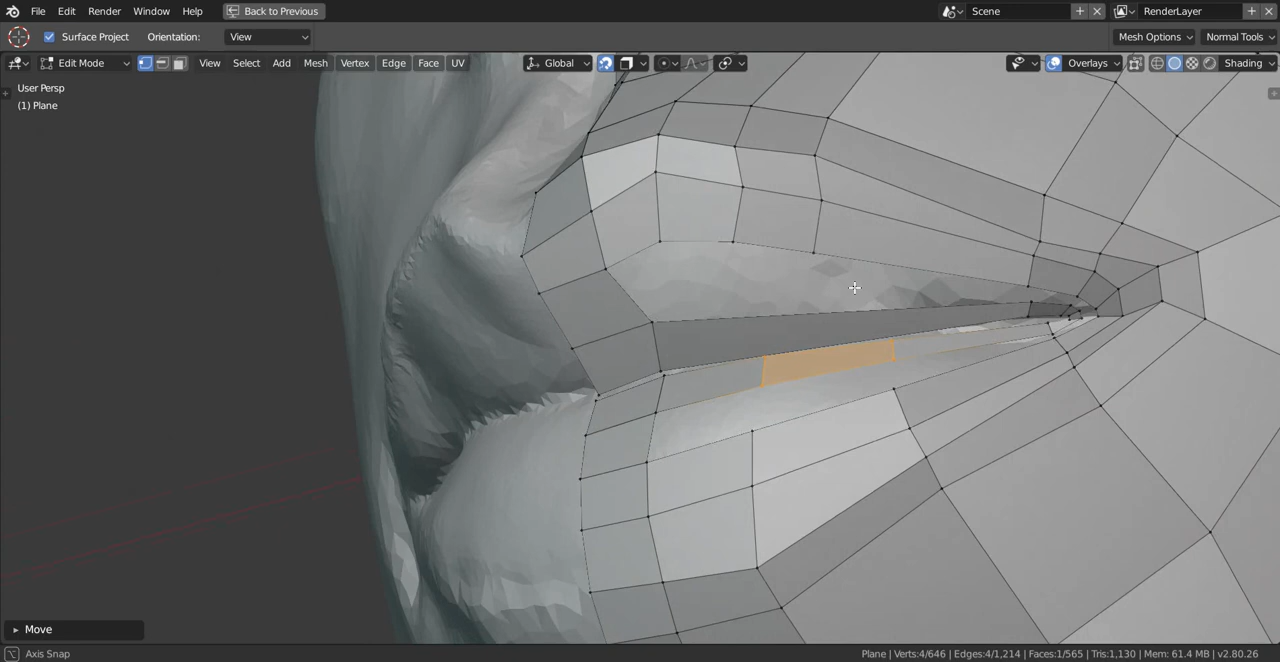 File Edit Render Window Help Back to Previous Scene RenderLayer
Surface Project Orientation: View Mesh Options Normal Tools
Edit Mode View Select Add Mesh Vertex Edge Face UV Global Overlays Shading
User Persp
(1) Plane
Move
Axis Snap Plane | Verts:4/646 | Edges:4/1,214 | Faces:1/565 | Tris:1,130 | Mem: 61.4 MB | v2.80.26